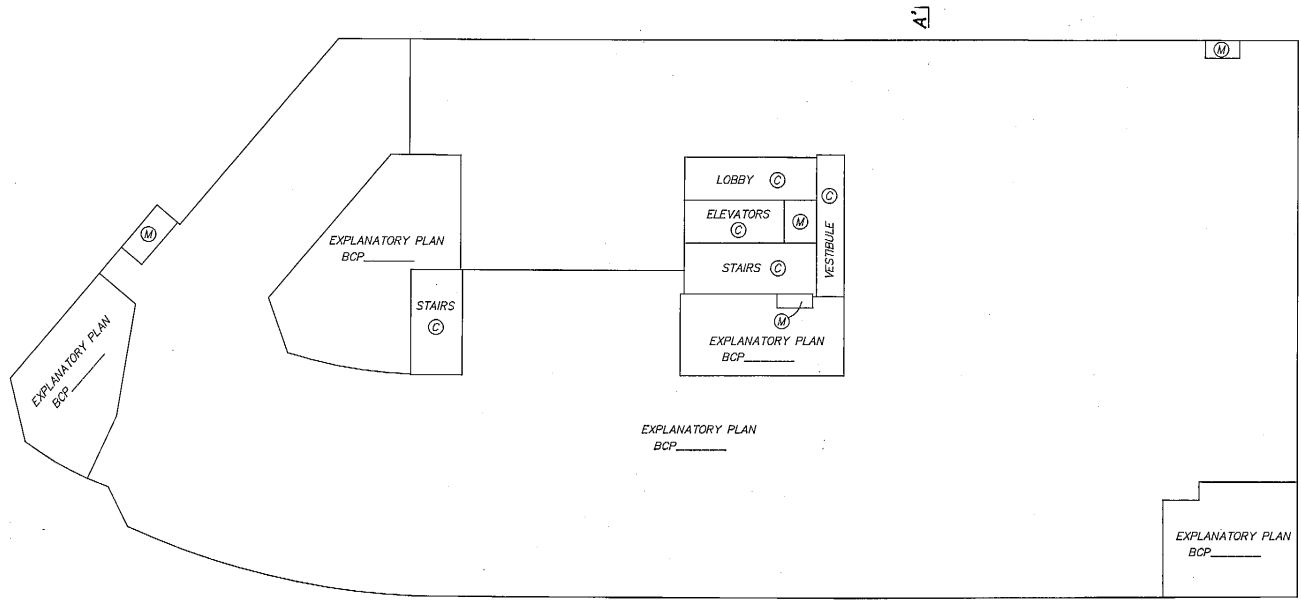 A'
M
LOBBY C
ELEVATORS
C
M
C
VESTIBULE
STAIRS C
M
EXPLANATORY PLAN
BCP______
M
EXPLANATORY PLAN
BCP______
STAIRS
C
EXPLANATORY PLAN
BCP______
EXPLANATORY PLAN
BCP______
EXPLANATORY PLAN
BCP______